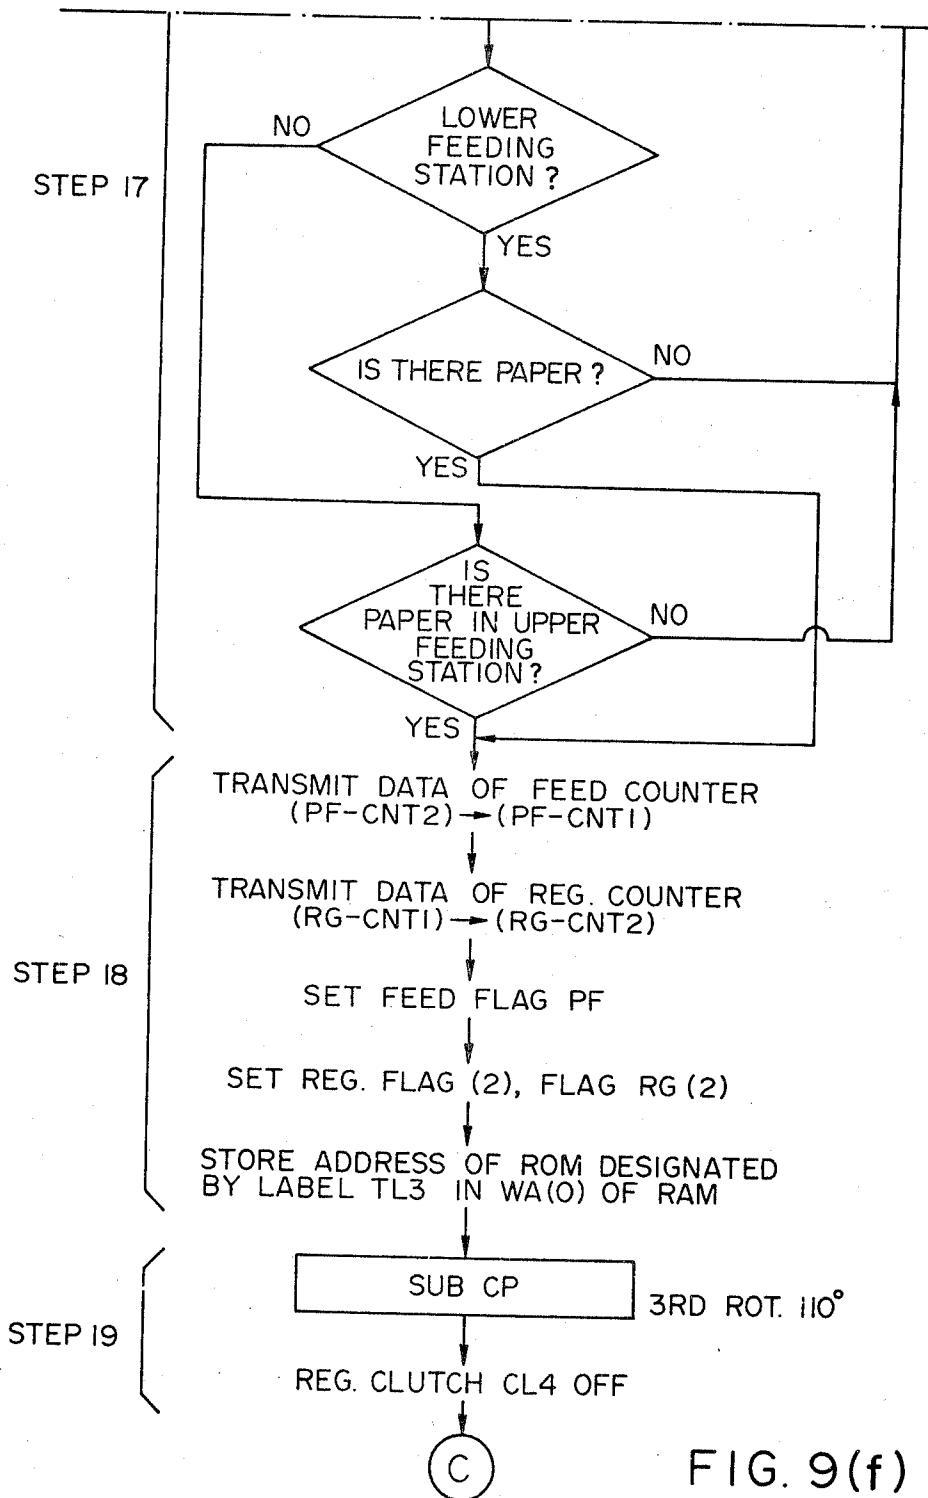 LOWER
FEEDING
STATION ?
NO
YES
STEP 17
IS THERE PAPER ?
NO
YES
IS
THERE
PAPER IN UPPER
FEEDING
STATION ?
NO
YES
TRANSMIT DATA OF FEED COUNTER
(PF-CNT2) → (PF-CNT1)
TRANSMIT DATA OF REG. COUNTER
(RG-CNT1) → (RG-CNT2)
STEP 18
SET FEED FLAG PF
SET REG. FLAG (2), FLAG RG (2)
STORE ADDRESS OF ROM DESIGNATED
BY LABEL TL3 IN WA(0) OF RAM
SUB CP
3RD ROT. 110°
STEP 19
REG. CLUTCH CL4 OFF
C
FIG. 9(f)